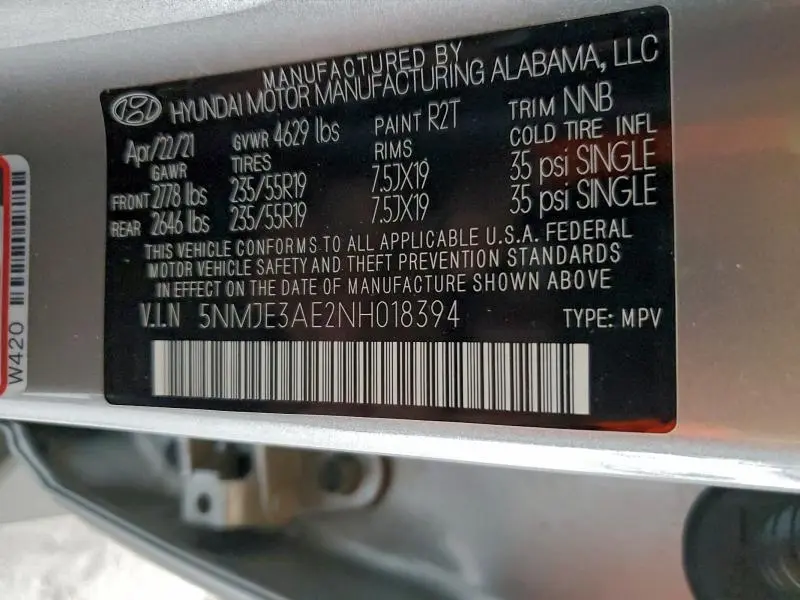 MANUFACTURED BY
HYUNDAI MOTOR MANUFACTURING ALABAMA, LLC
Apr/22/21 GVWR 4629 lbs PAINT R2T TRIM NNB
GAWR TIRES RIMS COLD TIRE INFL
FRONT 2778 lbs 235/55R19 7.5JX19 35 psi SINGLE
REAR 2646 lbs 235/55R19 7.5JX19 35 psi SINGLE
THIS VEHICLE CONFORMS TO ALL APPLICABLE U.S.A. FEDERAL
MOTOR VEHICLE SAFETY AND THEFT PREVENTION STANDARDS
IN EFFECT ON THE DATE OF MANUFACTURE SHOWN ABOVE
V.I.N 5NMJE3AE2NH018394 TYPE: MPV
W420